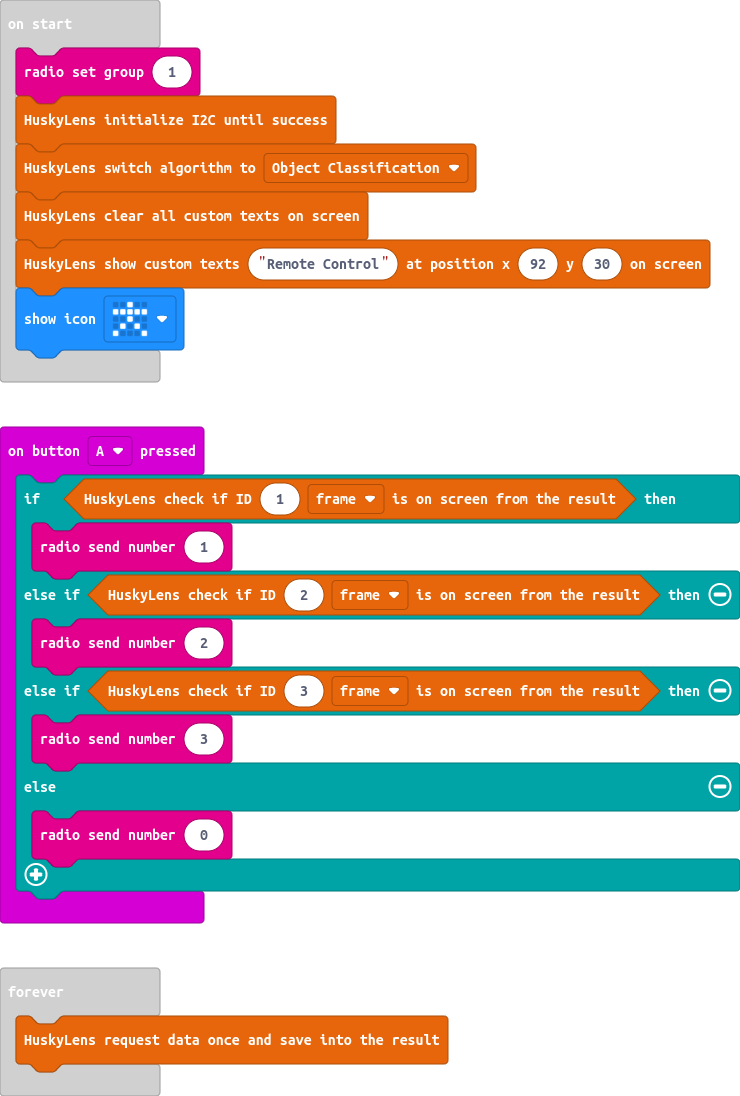 on start
radio set group 1
HuskyLens initialize I2C until success
HuskyLens switch algorithm to Object Classification
HuskyLens clear all custom texts on screen
HuskyLens show custom texts "Remote Control" at position x 92 y 30 on screen
show icon
on button A pressed
if HuskyLens check if ID 1 frame is on screen from the result then
radio send number 1
else if HuskyLens check if ID 2 frame is on screen from the result then
radio send number 2
else if HuskyLens check if ID 3 frame is on screen from the result then
radio send number 3
else
radio send number 0
forever
HuskyLens request data once and save into the result